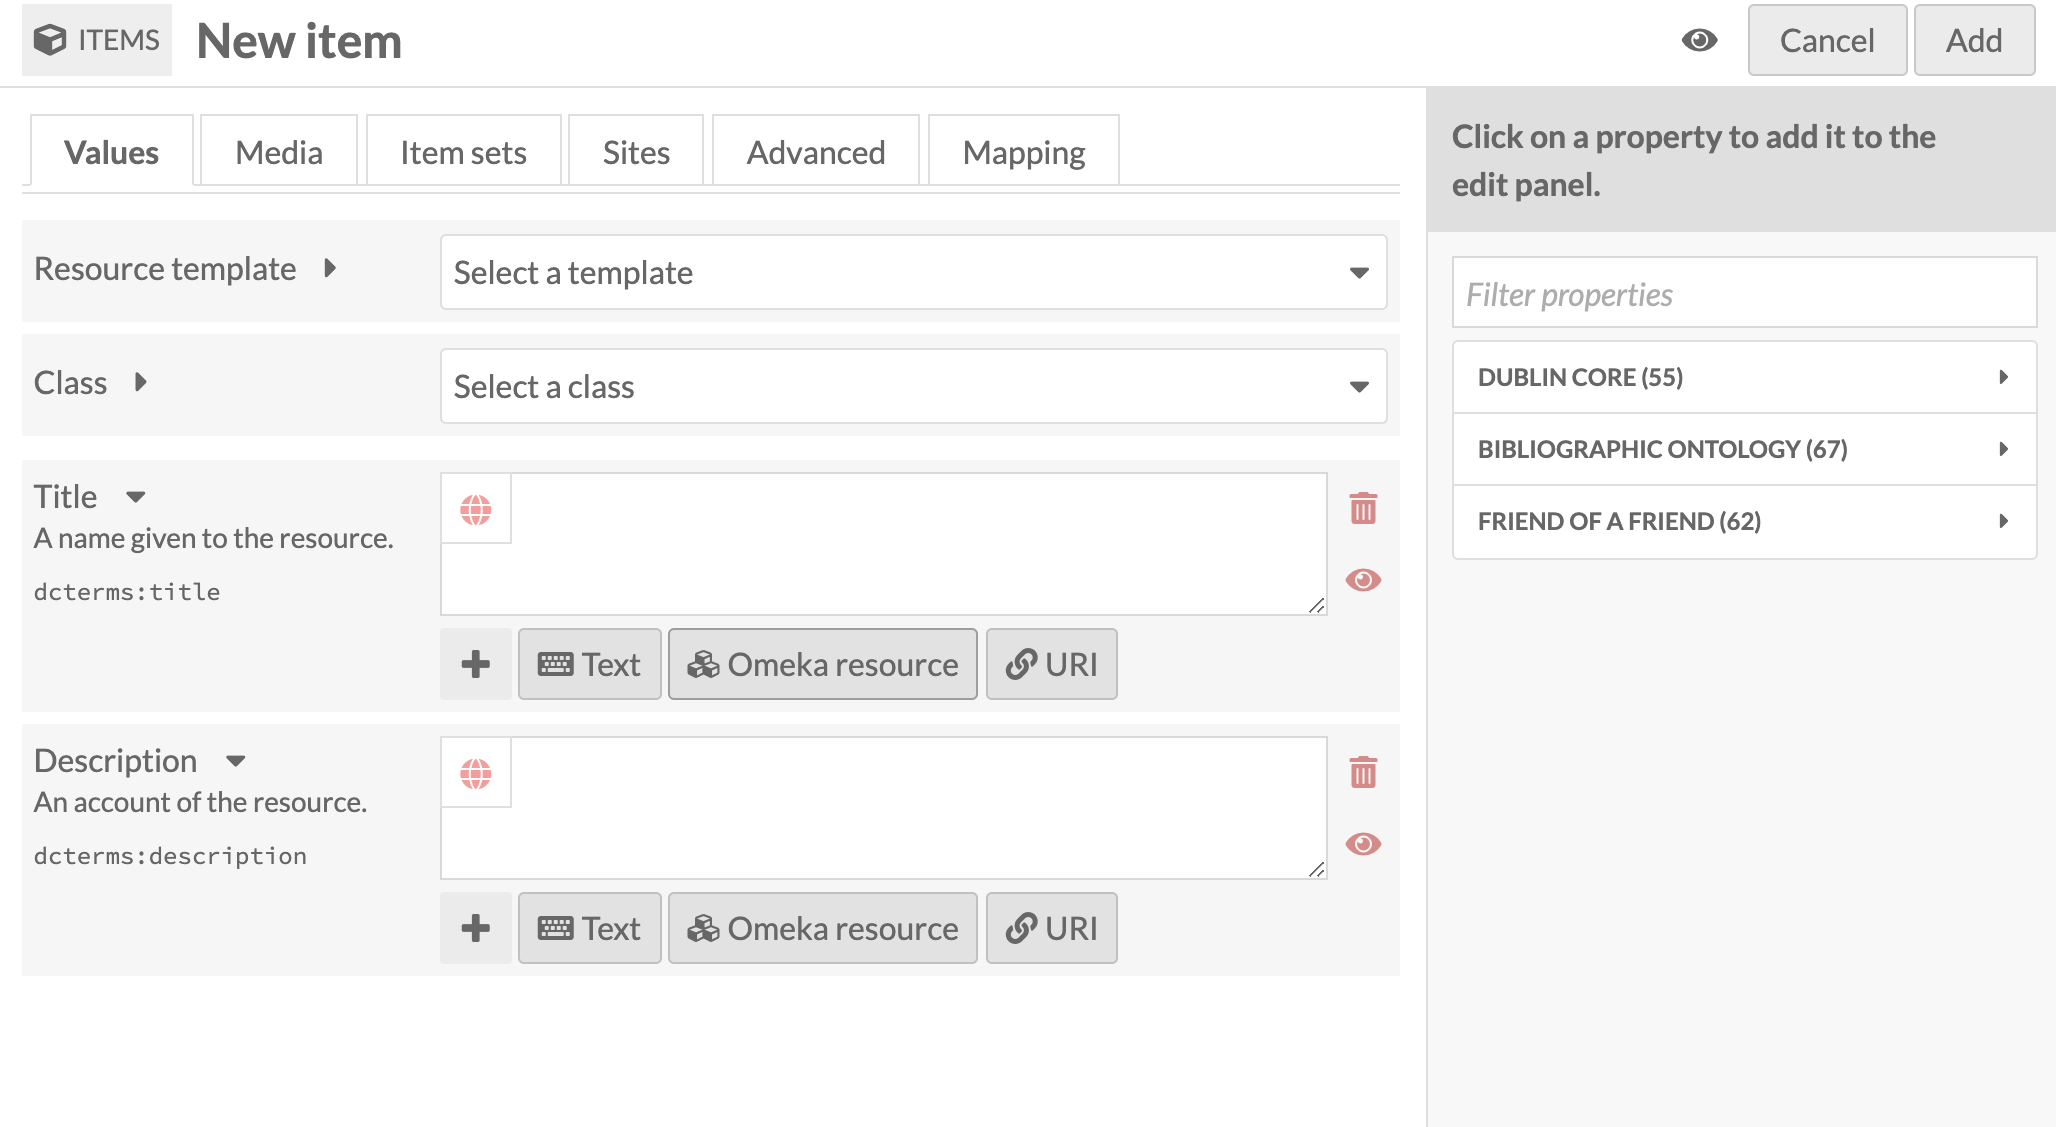 ITEMS New item Cancel Add
Values Media Item sets Sites Advanced Mapping
Resource template Select a template
Class Select a class
Title
A name given to the resource.
dcterms:title
Text Omeka resource URI
Description
An account of the resource.
dcterms:description
Text Omeka resource URI
Click on a property to add it to the
edit panel.
Filter properties
DUBLIN CORE (55)
BIBLIOGRAPHIC ONTOLOGY (67)
FRIEND OF A FRIEND (62)